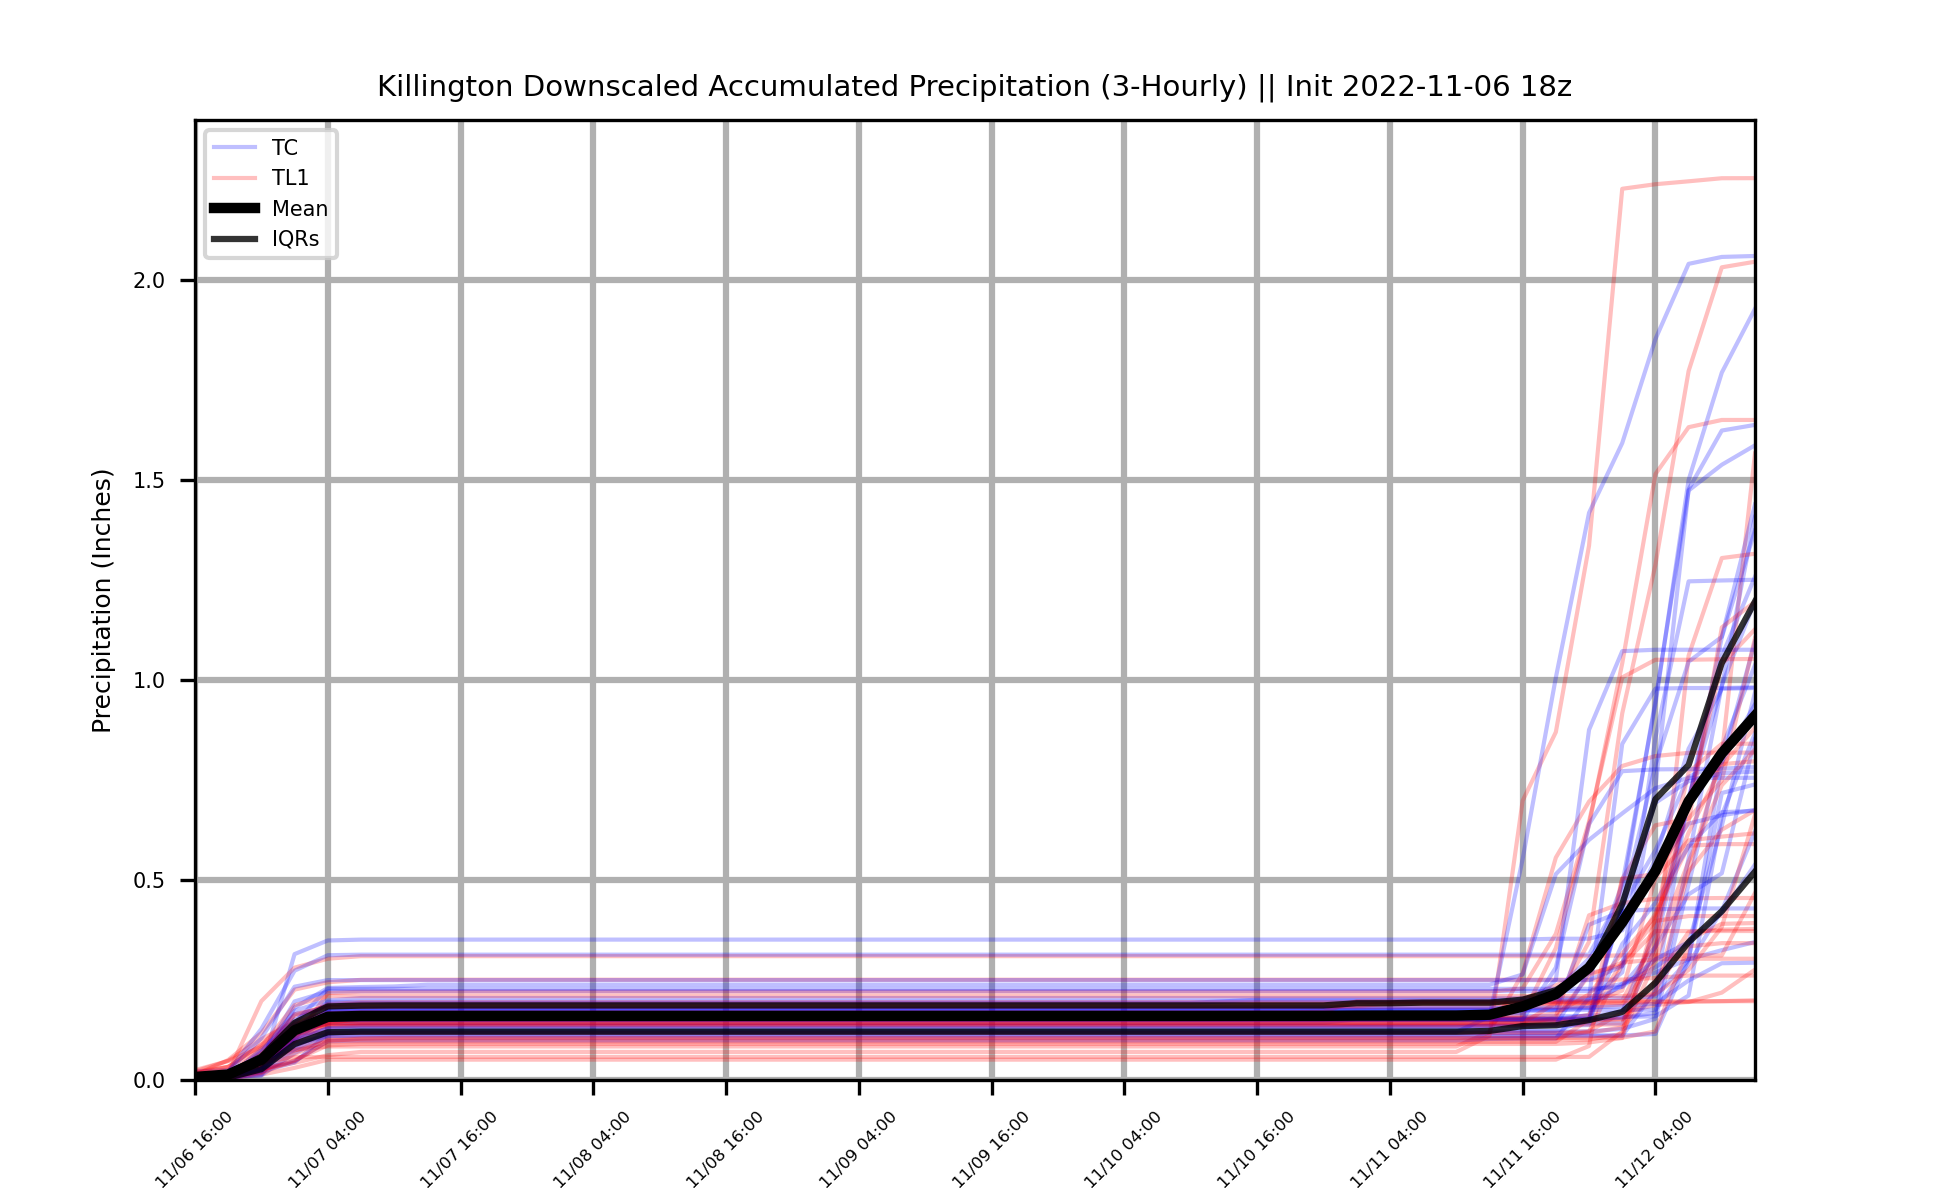 Killington Downscaled Accumulated Precipitation (3-Hourly) || Init 2022-11-06 18z
TC
TL1
Mean
IQRs
Precipitation (Inches)
2.0
1.5
1.0
0.5
0.0
11/06 16:00
11/07 04:00
11/07 16:00
11/08 04:00
11/08 16:00
11/09 04:00
11/09 16:00
11/10 04:00
11/10 16:00
11/11 04:00
11/11 16:00
11/12 04:00